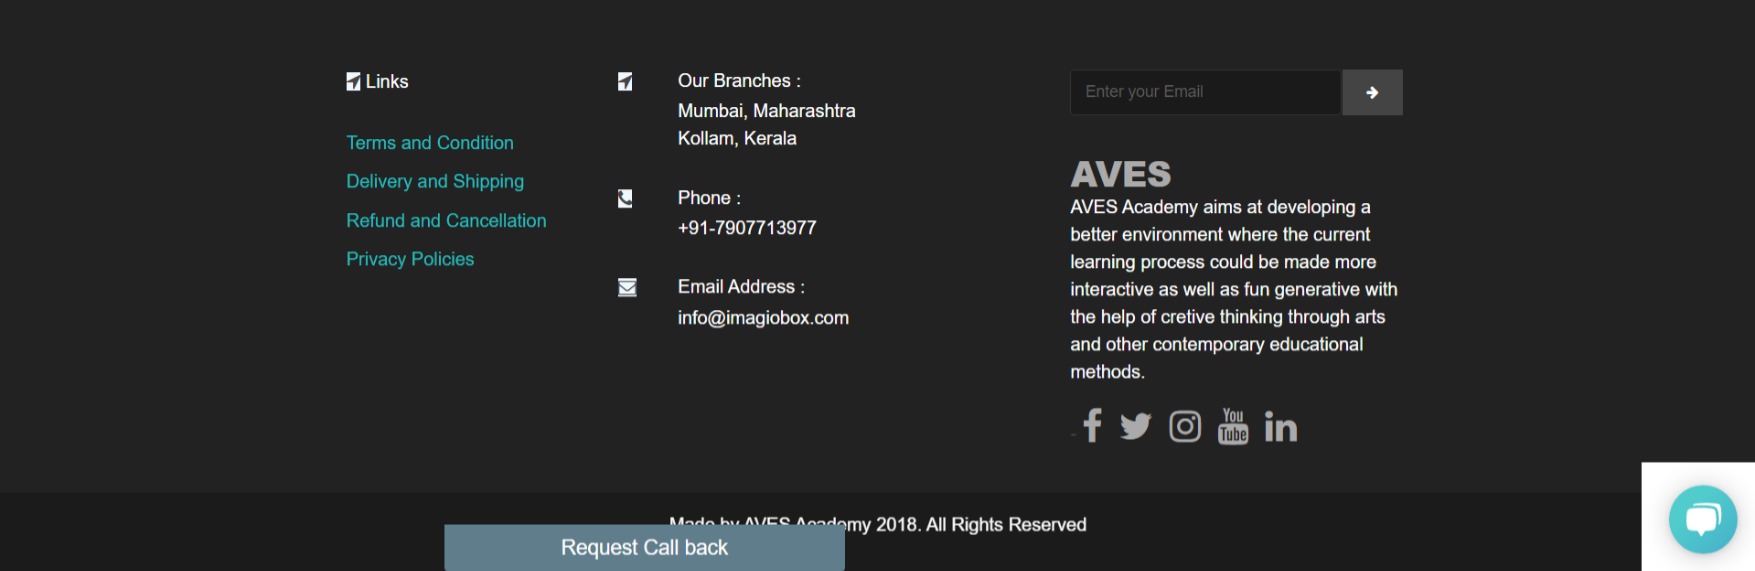 Links
Terms and Condition
Delivery and Shipping
Refund and Cancellation
Privacy Policies
Our Branches :
Mumbai, Maharashtra
Kollam, Kerala
Phone :
+91-7907713977
Email Address :
info@imagiobox.com
Enter your Email
AVES
AVES Academy aims at developing a
better environment where the current
learning process could be made more
interactive as well as fun generative with
the help of cretive thinking through arts
and other contemporary educational
methods.
You
Tube
Made by AVES Academy 2018. All Rights Reserved
Request Call back